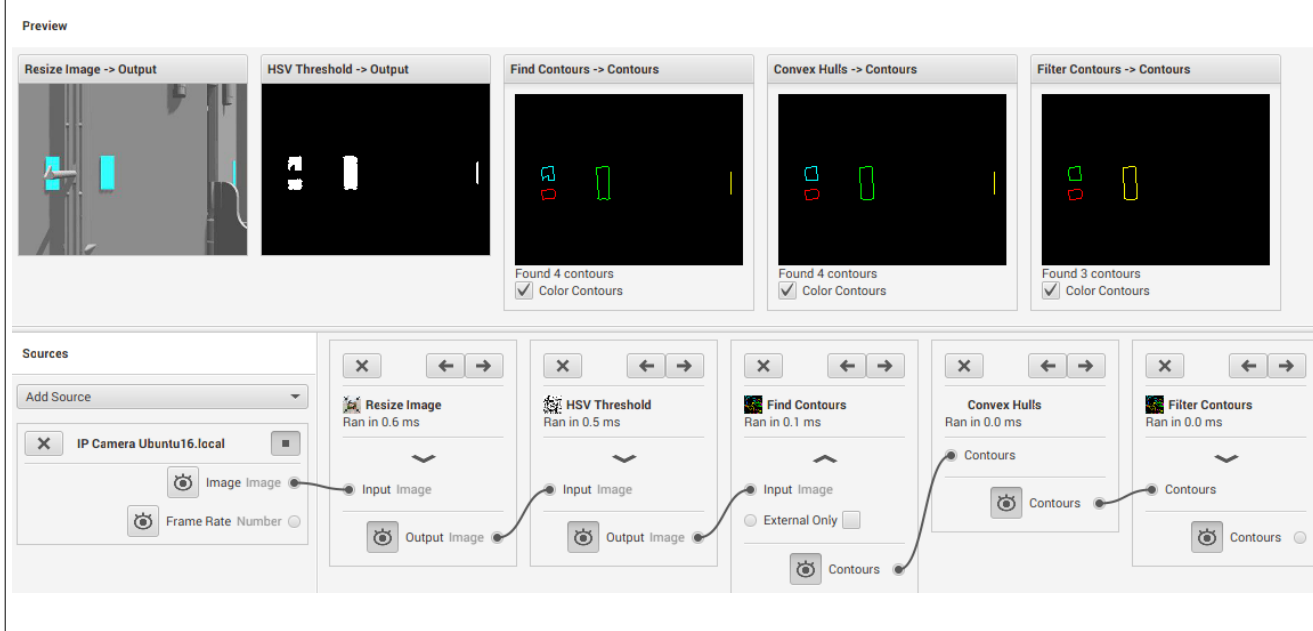 Preview
Resize Image -> Output
HSV Threshold -> Output
Find Contours -> Contours
Convex Hulls -> Contours
Filter Contours -> Contours
Found 4 contours
Color Contours
Found 4 contours
Color Contours
Found 3 contours
Color Contours
Sources
Add Source
IP Camera Ubuntu16.local
Image Image
Frame Rate Number
Resize Image
Ran in 0.6 ms
Input Image
Output Image
HSV Threshold
Ran in 0.5 ms
Input Image
Output Image
Find Contours
Ran in 0.1 ms
Input Image
External Only
Contours
Convex Hulls
Ran in 0.0 ms
Contours
Contours
Filter Contours
Ran in 0.0 ms
Contours
Contours